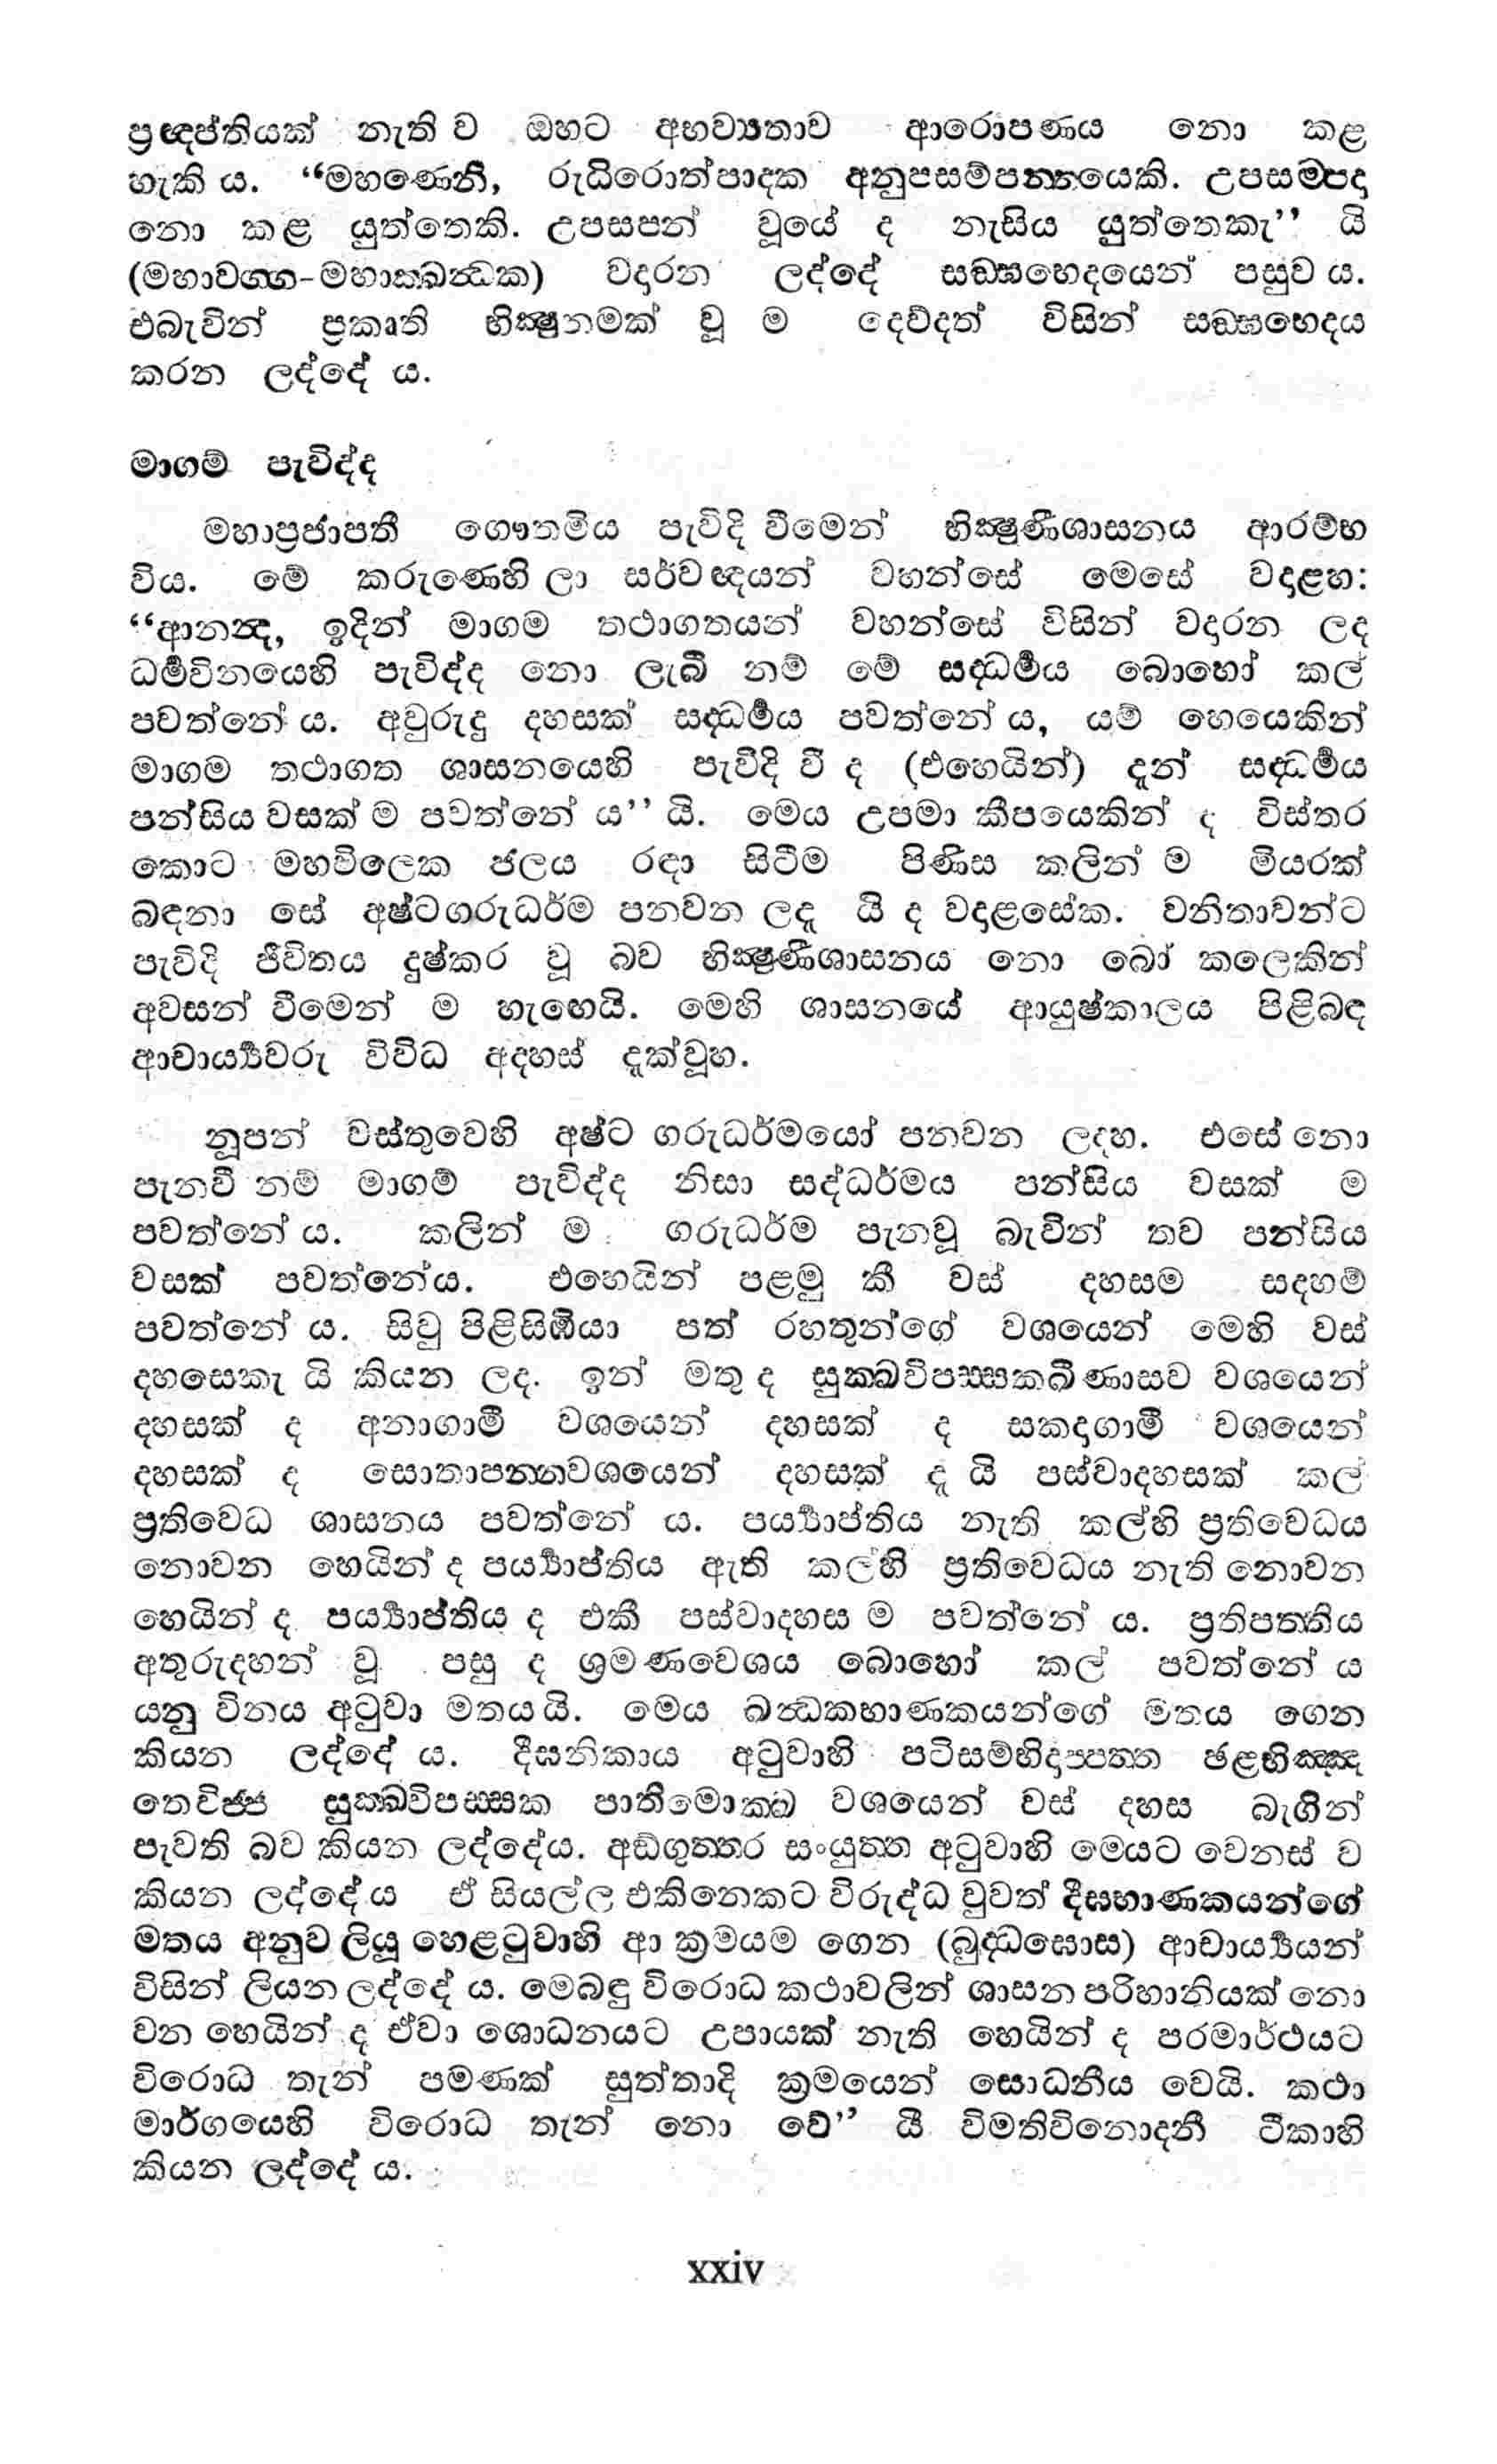 ප්‍රඥප්තියක් නැති ව ඔහට අභව්‍යතාව ආරොපණය නො කළ
හැකි ය. “මහණෙනි, රුධිරොත්පාදක අනුපසම්පන්නයෙකි. උපසම්පදා
නො කළ යුත්තෙකි. උපසපන් වූයේ ද නැසිය යුත්තෙකැ’’ යි
(මහාවග්ග-මහාක්ඛන්‍ධක) වදාරන ලද්දේ සඞ්ඝභෙදයෙන් පසුව ය.
එබැවින් ප්‍රකෘති භික්‍ෂුනමක් වූ ම දෙව්දත් විසින් සඞ්ඝභෙදය
කරන ලද්දේ ය.
මාගම් පැවිද්ද
මහාප්‍රජාපතී ගෞතමිය පැවිදි වීමෙන් භික්‍ෂුණීශාසනය ආරම්භ
විය. මේ කරුණෙහි ලා සර්වඥයන් වහන්සේ මෙසේ වදාළහ:
“ආනන්‍ද, ඉදින් මාගම තථාගතයන් වහන්සේ විසින් වදාරන ලද
ධර්‍මවිනයෙහි පැවිද්ද නො ලැබී නම් මේ සද්ධර්‍මය බොහෝ කල්
පවත්නේ ය. අවුරුදු දහසක් සද්ධර්‍මය පවත්නේ ය, යම් හෙයෙකින්
මාගම තථාගත ශාසනයෙහි පැවිදි වී ද (එහෙයින්) දැන් සද්ධර්‍මය
පන්සිය වසක් ම පවත්නේ ය’’ යි. මෙය උපමා කීපයෙකින් ද විස්තර
කොට මහවිලෙක ජලය රඳා සිටීම පිණිස කලින් ම මියරක්
බඳනා සේ අෂ්ටගරුධර්ම පනවන ලදැ යි ද වදාළසේක. වනිතාවන්ට
පැවිදි ජීවිතය දුෂ්කර වූ බව භික්‍ෂුණීශාසනය නො බෝ කලෙකින්
අවසන් වීමෙන් ම හැඟෙයි. මෙහි ශාසනයේ ආයුෂ්කාලය පිළිබඳ
ආචාර්‍ය්‍යවරු විවිධ අදහස් දැක්වූහ.
නූපන් වස්තුවෙහි අෂ්ට ගරුධර්මයෝ පනවන ලදහ. එසේ නො
පැනවී නම් මාගම් පැවිද්ද නිසා සද්ධර්මය පන්සිය වසක් ම
පවත්නේ ය. කලින් ම ගරුධර්ම පැනවූ බැවින් තව පන්සිය
වසක් පවත්නේය. එහෙයින් පළමු කී වස් දහසම සදහම්
පවත්නේ ය. සිවු පිළිසිඹියා පත් රහතුන්ගේ වශයෙන් මෙහි වස්
දහසෙකැ යි කියන ලද. ඉන් මතු ද සුක්ඛවිපස්සකඛීණාසව වශයෙන්
දහසක් ද අනාගාමී වශයෙන් දහසක් ද සකදාගාමී වශයෙන්
දහසක් ද සොතාපන්නවශයෙන් දහසක් දැ යි පස්වාදහසක් කල්
ප්‍රතිවෙධ ශාසනය පවත්නේ ය. පර්‍ය්‍යාප්තිය නැති කල්හි ප්‍රතිවෙධය
නොවන හෙයින් ද පර්‍ය්‍යාප්තිය ඇති කල්හි ප්‍රතිවෙධය නැති නොවන
හෙයින් ද පර්‍ය්‍යාප්තිය ද එකී පස්වාදහස ම පවත්නේ ය. ප්‍රතිපත්තිය
අතුරුදහන් වූ පසු ද ශ්‍රමණවෙශය බොහෝ කල් පවත්නේ ය
යනු විනය අටුවා මතයයි. මෙය ඛන්‍ධකභාණකයන්ගේ මතය ගෙන
කියන ලද්දේ ය. දීඝනිකාය අටුවාහි පටිසම්භිදාප්පත්ත ඡළභිඤ්ඤ
තෙවිජ්ජ සුක්ඛවිපස්සක පාතිමොක්ඛ වශයෙන් වස් දහස බැගින්
පැවති බව කියන ලද්දේය. අඞ්ගුත්තර සංයුත්ත අටුවාහි මෙයට වෙනස් ව
කියන ලද්දේ ය ඒ සියල්ල එකිනෙකට විරුද්ධ වුවත් දීඝභාණකයන්ගේ
මතය අනුව ලියූ හෙළටුවාහි ආ ක්‍රමයම ගෙන (බුද්ධඝොස) ආචාර්‍ය්‍යයන්
විසින් ලියන ලද්දේ ය. මෙබඳු විරොධ කථාවලින් ශාසන පරිහානියක් නො
වන හෙයින් ද ඒවා ශොධනයට උපායක් නැති හෙයින් ද පරමාර්ථයට
විරොධ තැන් පමණක් සුත්තාදි ක්‍රමයෙන් සොධනීය වෙයි. කථා
මාර්ගයෙහි විරොධ තැන් නො වේ’’ යී විමතිවිනොදනී ටීකාහි
කියන ලද්දේ ය.
xxiv